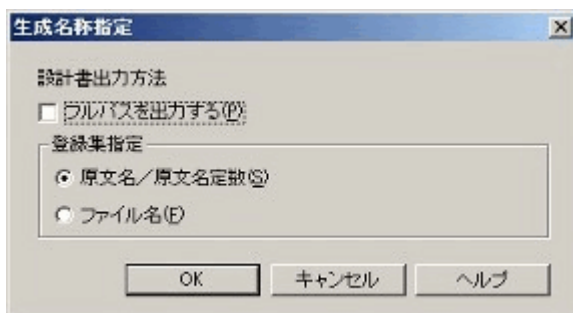 生成名称指定
設計書出力方法
フルパスを出力する(P)
登録集指定
原文名／原文名定数(S)
ファイル名(F)
OK キャンセル ヘルプ